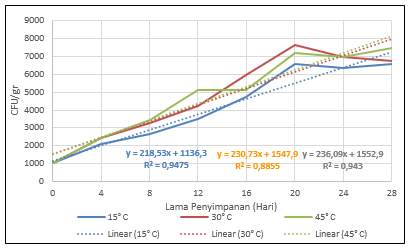 9000
8000
7000
6000
5000
4000
3000
2000
1000
0
CFU/gr
y = 218,53x + 1136,3 y = 230,73x + 1547,9 y = 236,09x + 1552,9
R² = 0,9475 R² = 0,8855 R² = 0,943
0 4 8 12 16 20 24 28
Lama Penyimpanan (Hari)
15° C 30° C 45° C
Linear (15° C) Linear (30° C) Linear (45° C)